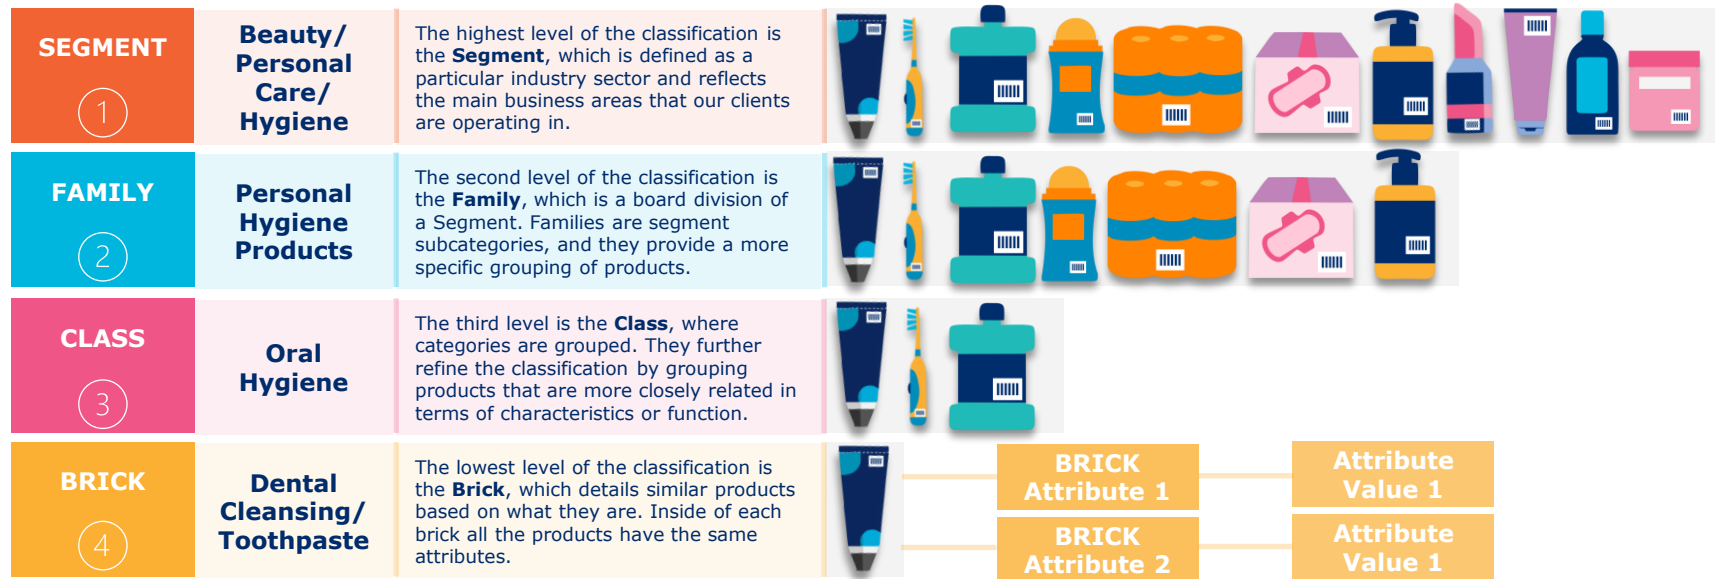 SEGMENT
1
Beauty/
Personal
Care/
Hygiene
The highest level of the classification is
the Segment, which is defined as a
particular industry sector and reflects
the main business areas that our clients
are operating in.
FAMILY
2
Personal
Hygiene
Products
The second level of the classification is
the Family, which is a board division of
a Segment. Families are segment
subcategories, and they provide a more
specific grouping of products.
CLASS
3
Oral
Hygiene
The third level is the Class, where
categories are grouped. They further
refine the classification by grouping
products that are more closely related in
terms of characteristics or function.
BRICK
4
Dental
Cleansing/
Toothpaste
The lowest level of the classification is
the Brick, which details similar products
based on what they are. Inside of each
brick all the products have the same
attributes.
BRICK
Attribute 1
Attribute
Value 1
BRICK
Attribute 2
Attribute
Value 1